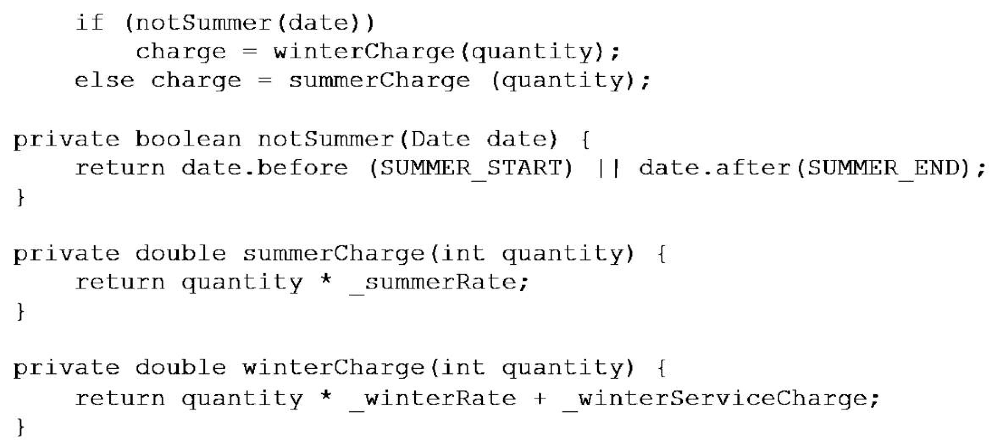 if (notSummer(date))
charge = winterCharge(quantity);
else charge = summerCharge (quantity);
private boolean notSummer(Date date) {
return date.before (SUMMER_START) || date.after(SUMMER_END);
}
private double summerCharge(int quantity) {
return quantity * _summerRate;
}
private double winterCharge(int quantity) {
return quantity * _winterRate + _winterServiceCharge;
}